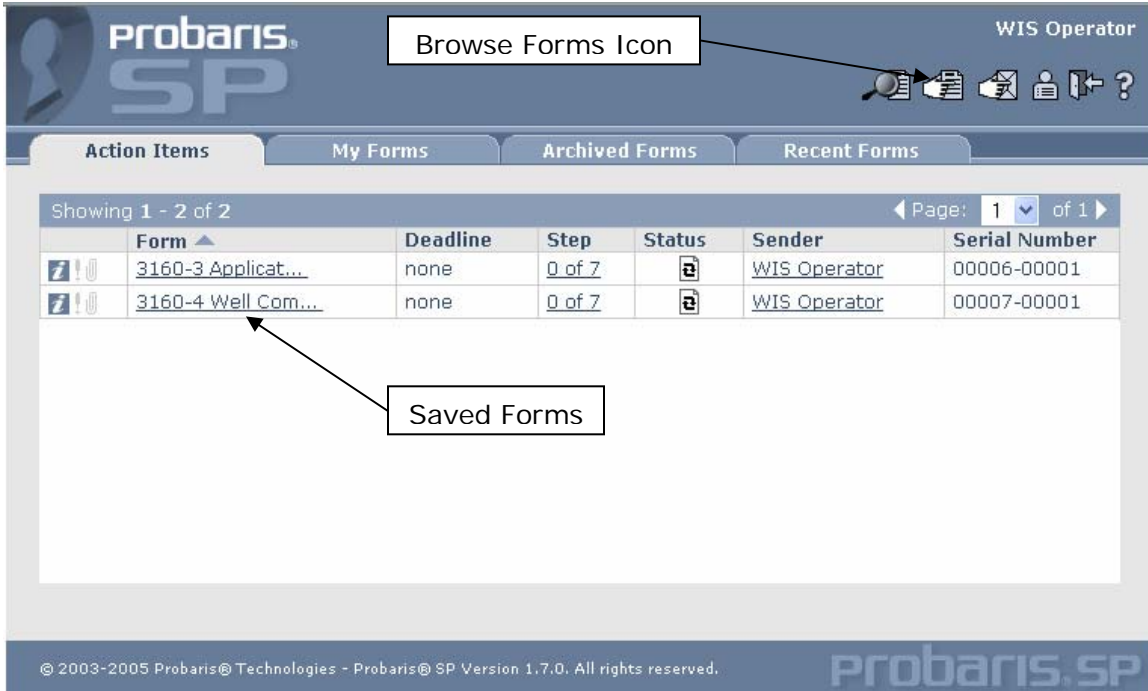 probaris® SP
Browse Forms Icon
WIS Operator
Action Items My Forms Archived Forms Recent Forms
Showing 1 - 2 of 2 Page: 1 of 1
Form Deadline Step Status Sender Serial Number
3160-3 Applicat... none 0 of 7 WIS Operator 00006-00001
3160-4 Well Com... none 0 of 7 WIS Operator 00007-00001
Saved Forms
© 2003-2005 Probaris® Technologies - Probaris® SP Version 1.7.0. All rights reserved.
probaris.SP